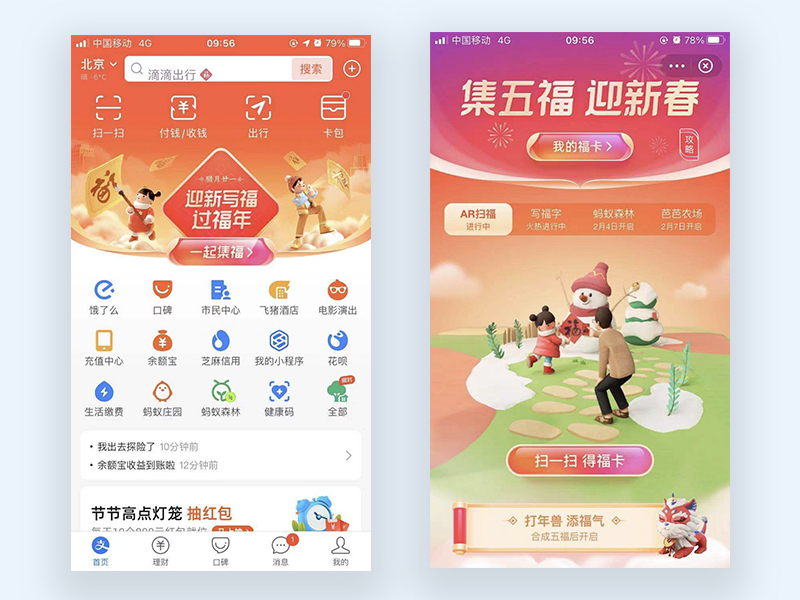 中国移动 4G
09:56
79%
北京
晴 -6°C
滴滴出行
搜索
扫一扫
付钱/收钱
出行
卡包
腊月廿一
迎新写福
过福年
一起集福
福
饿了么
口碑
市民中心
飞猪酒店
电影演出
充值中心
余额宝
芝麻信用
我的小程序
花呗
生活缴费
蚂蚁庄园
蚂蚁森林
健康码
全部
• 我出去探险了 10分钟前
• 余额宝收益到账啦 12分钟前
节节高点灯笼 抽红包
首页
理财
口碑
消息
1
我的
中国移动 4G
09:56
78%
集五福 迎新春
我的福卡
攻略
AR扫福
进行中
写福字
火热进行中
蚂蚁森林
2月4日开启
芭芭农场
2月7日开启
福
扫一扫 得福卡
打年兽 添福气
合成五福后开启